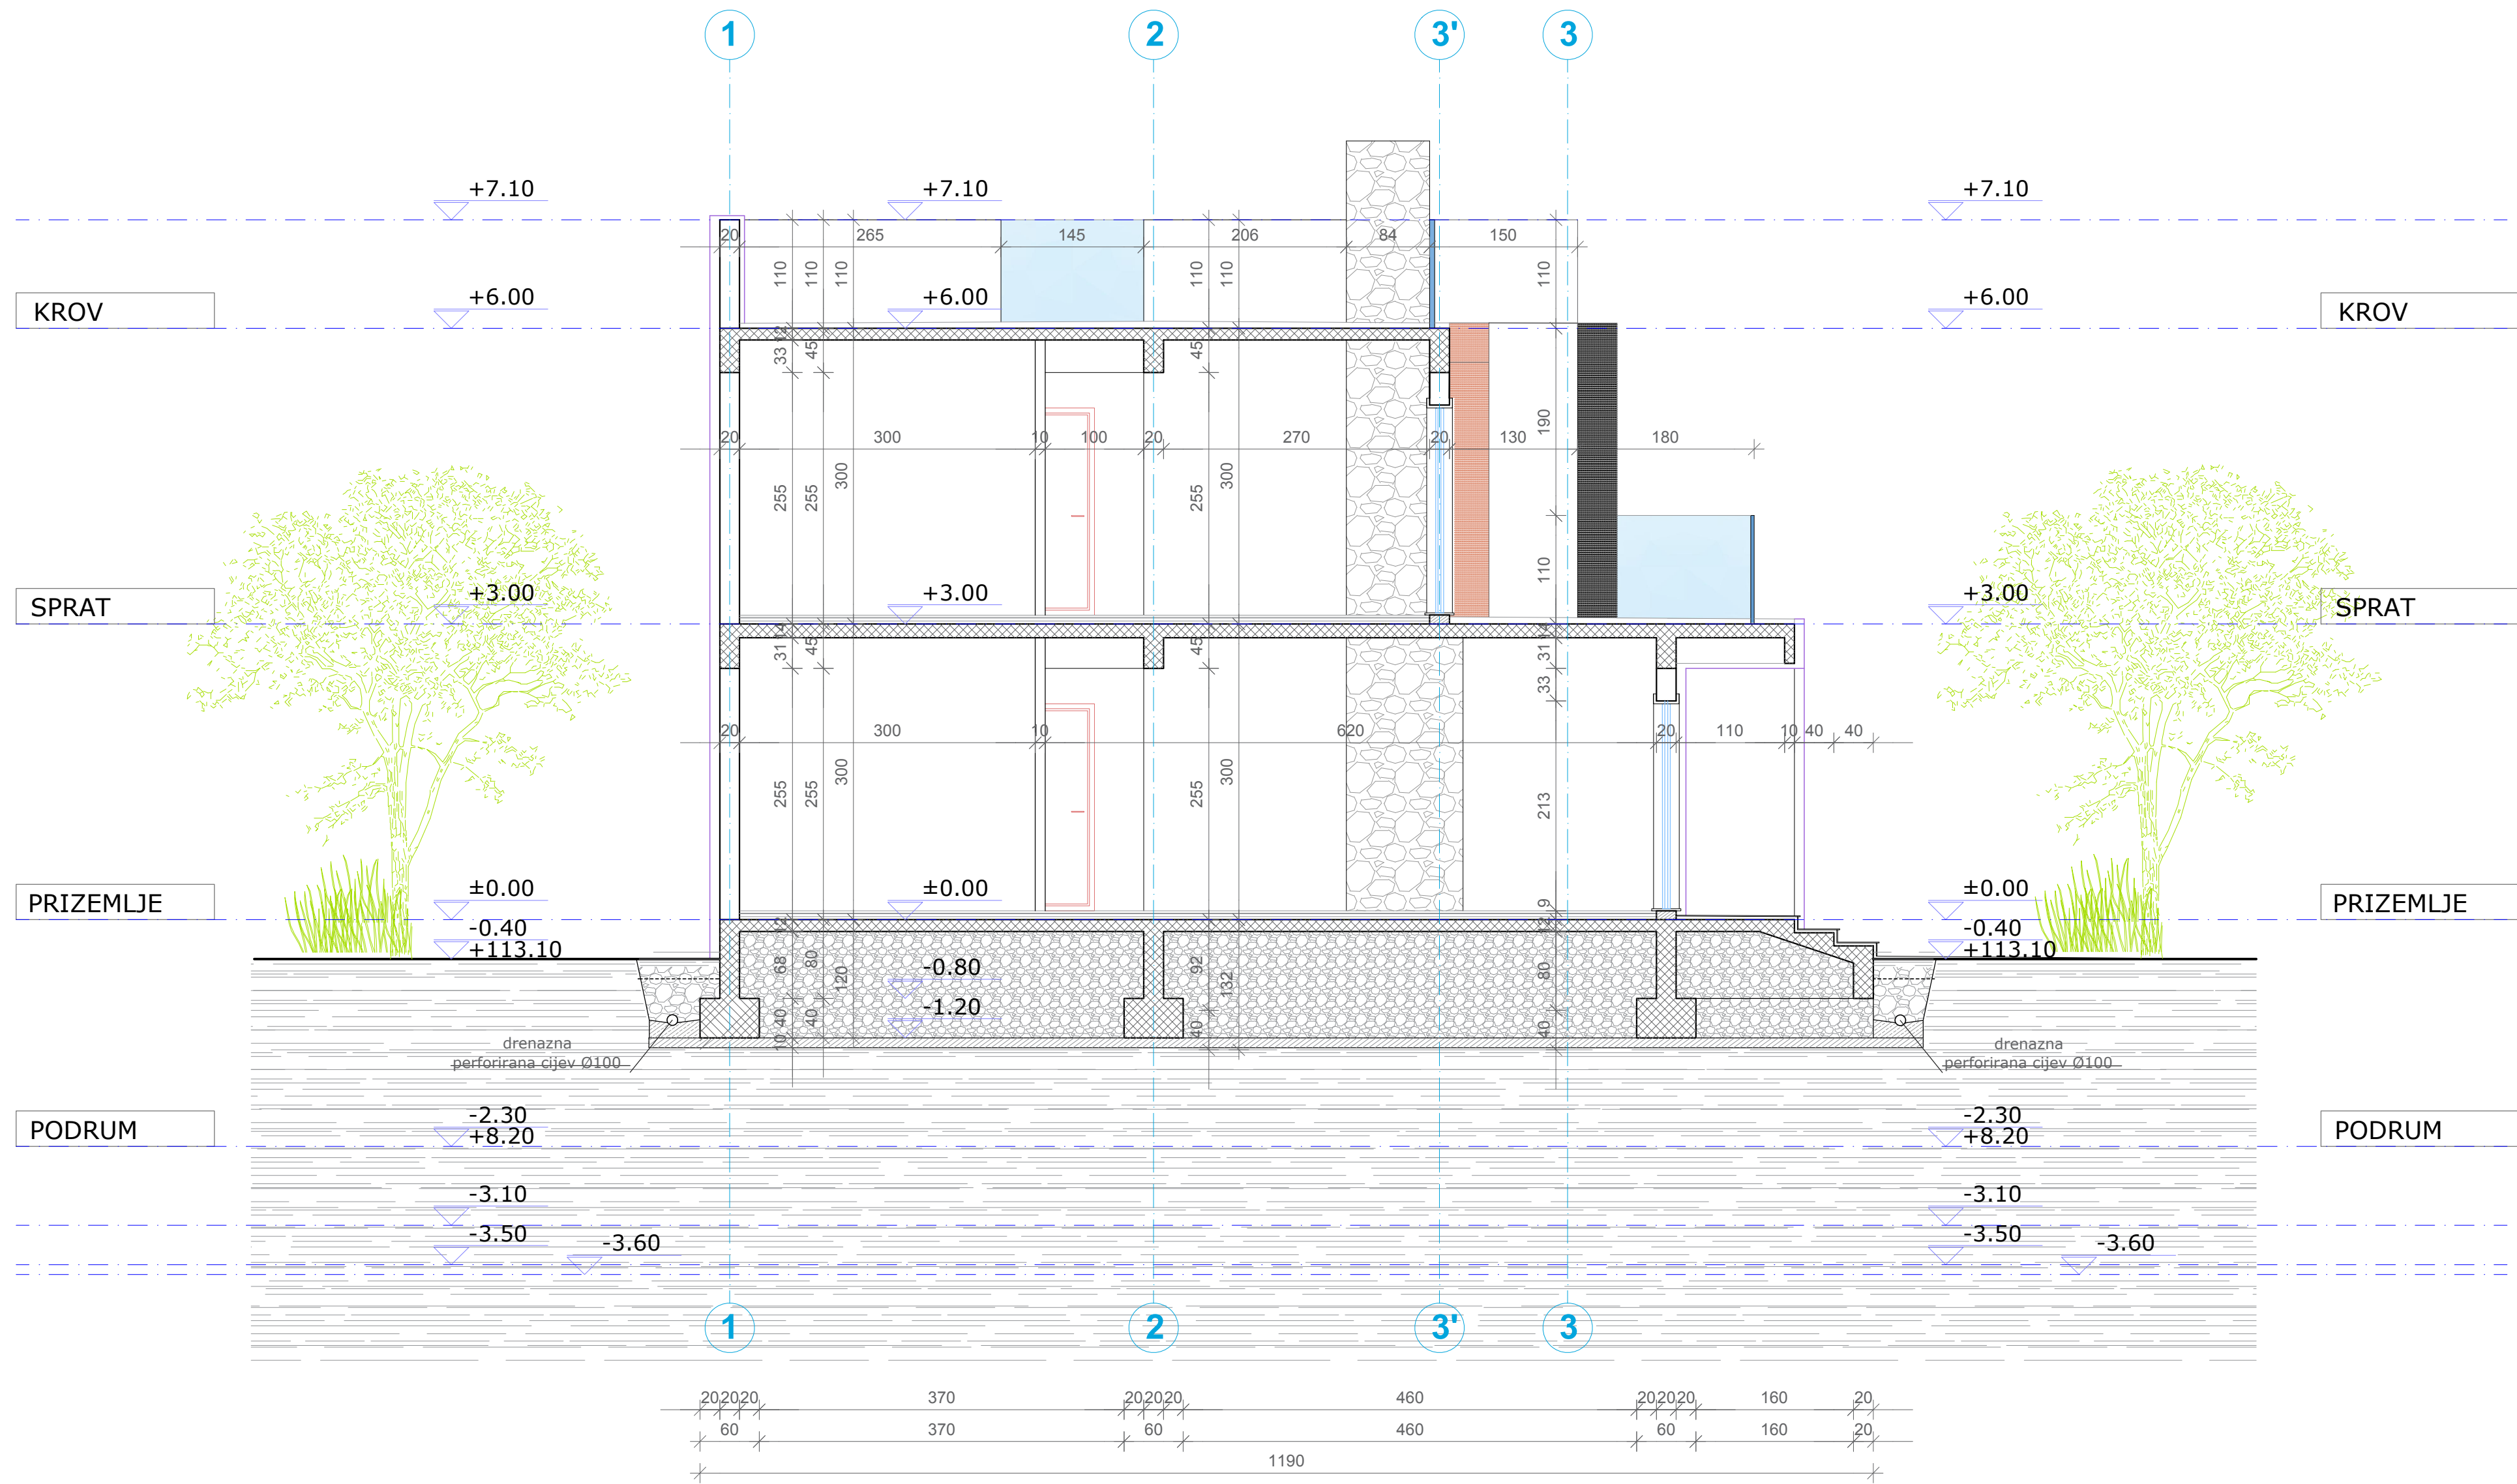 1 2 3' 3
+7.10 +7.10 +7.10
20 265 145 206 84 150
110 110 110 110 110 110
KROV +6.00 +6.00 +6.00 KROV
12
33 45 45
190
20 300 10 100 20 270 20 130 180
255 255 300 255 300
110
SPRAT +3.00 +3.00 +3.00 SPRAT
14 14
31 45 45 31
33
20 300 10 620 20 110 10 40 40
255 255 300 255 300 213
PRIZEMLJE ±0.00 ±0.00 ±0.00 PRIZEMLJE
9
12 12
-0.40 -0.40
+113.10 +113.10
68 80 120 -0.80 92 132 80
-1.20
40 40 40 40
10
drenazna drenazna
perforirana cijev Ø100 perforirana cijev Ø100
PODRUM -2.30 -2.30 PODRUM
+8.20 +8.20
-3.10 -3.10
-3.50 -3.60 -3.50 -3.60
1 2 3' 3
20 20 20 370 20 20 20 460 20 20 20 160 20
60 370 60 460 60 160 20
1190